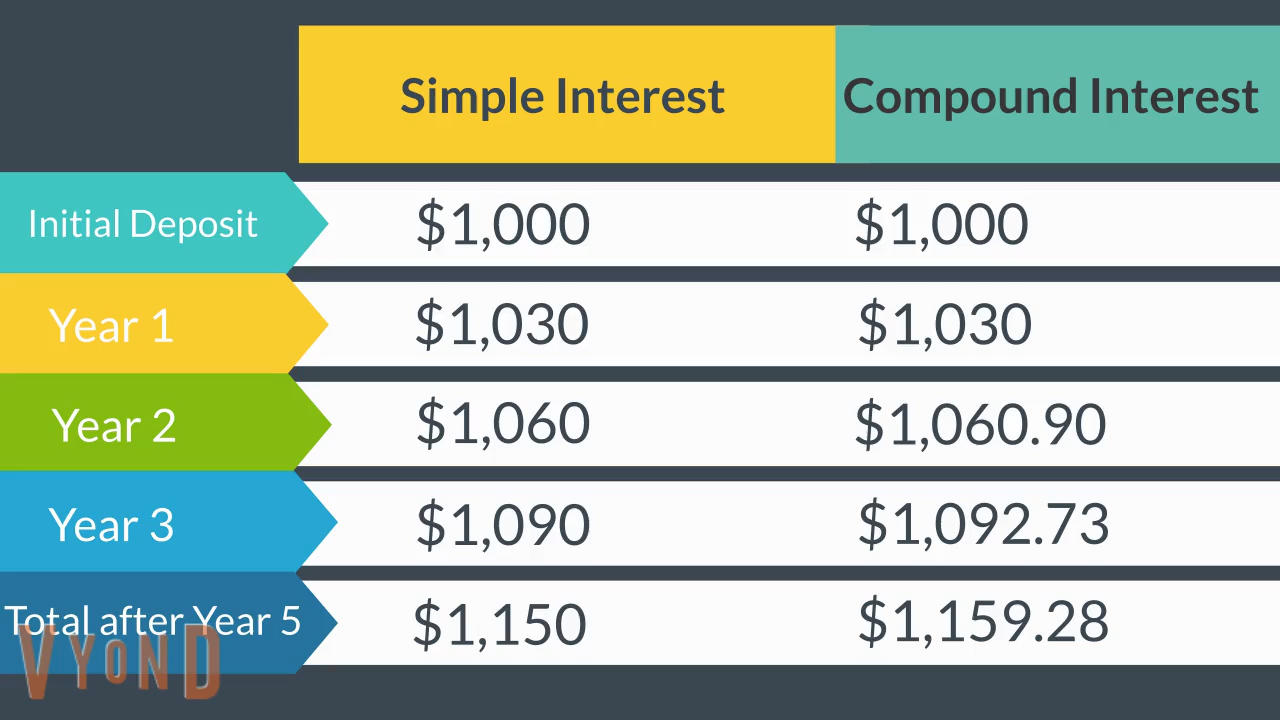 Simple Interest Compound Interest
Initial Deposit $1,000 $1,000
Year 1 $1,030 $1,030
Year 2 $1,060 $1,060.90
Year 3 $1,090 $1,092.73
Total after Year 5 $1,150 $1,159.28
VYOND